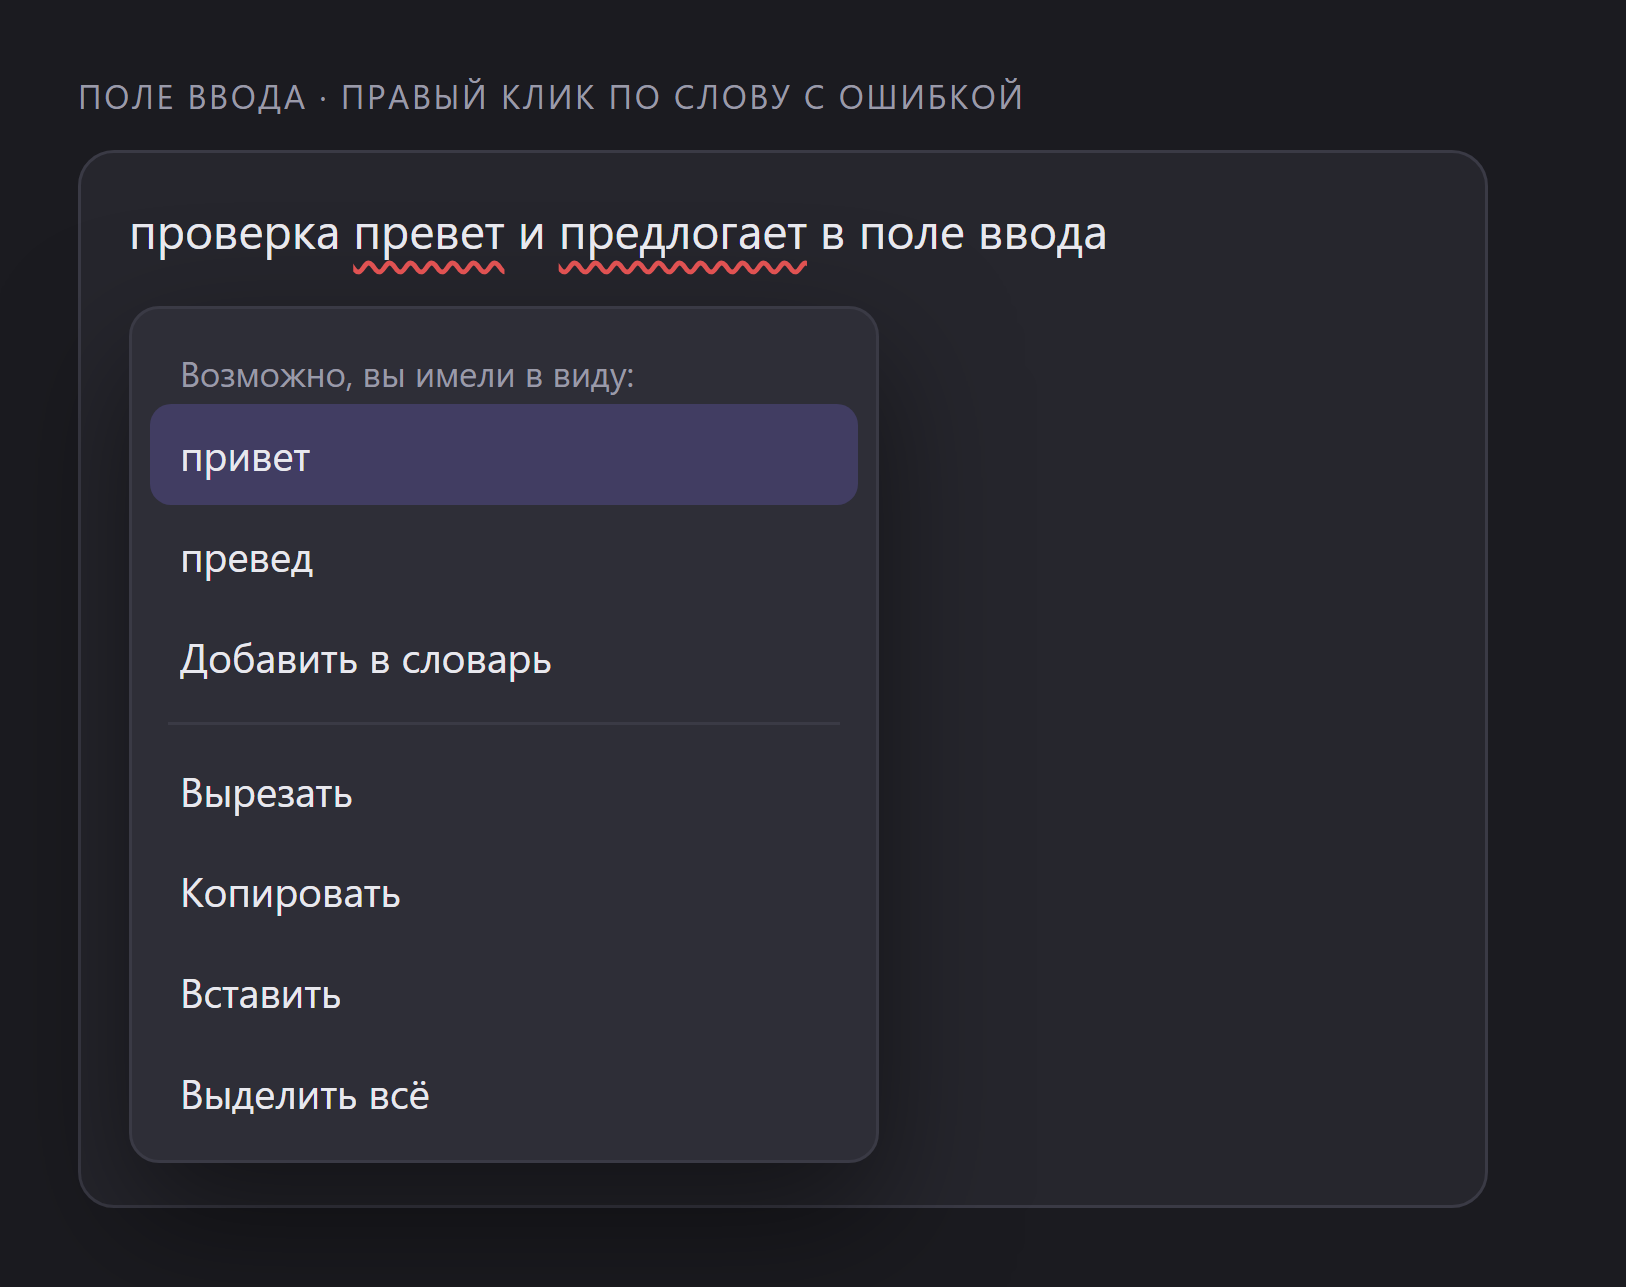 ПОЛЕ ВВОДА · ПРАВЫЙ КЛИК ПО СЛОВУ С ОШИБКОЙ
проверка превет и предлогает в поле ввода
Возможно, вы имели в виду:
привет
превед
Добавить в словарь
Вырезать
Копировать
Вставить
Выделить всё